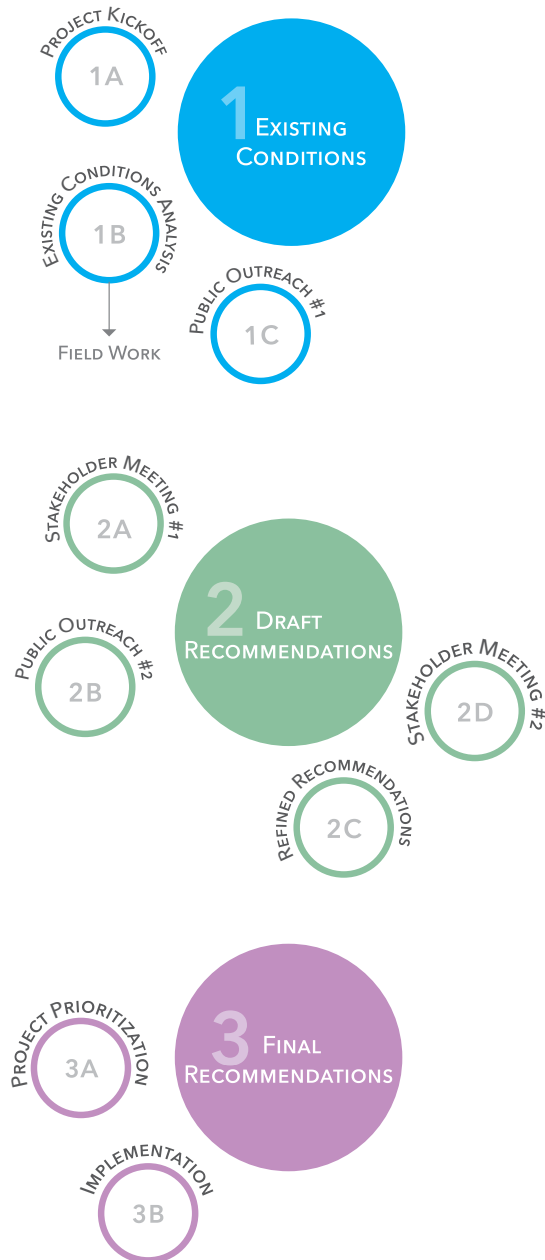 Project Kickoff
1A
1 Existing
Conditions
Existing Conditions Analysis
1B
Field Work
Public Outreach #1
1C
Stakeholder Meeting #1
2A
2 Draft
Recommendations
Public Outreach #2
2B
Stakeholder Meeting #2
2D
Refined Recommendations
2C
3 Final
Recommendations
Project Prioritization
3A
Implementation
3B